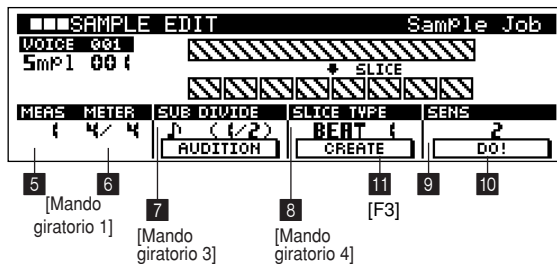 SAMPLE EDIT Sample Job
VOICE 001
Smpl 001
SLICE
MEAS METER SUB DIVIDE SLICE TYPE SENS
1 4/ 4 ♪ (1/2) BEAT 1 2
AUDITION CREATE DO!
5 6 7 8 11 9 10
[Mando giratorio 1]
[Mando giratorio 3]
[Mando giratorio 4]
[F3]